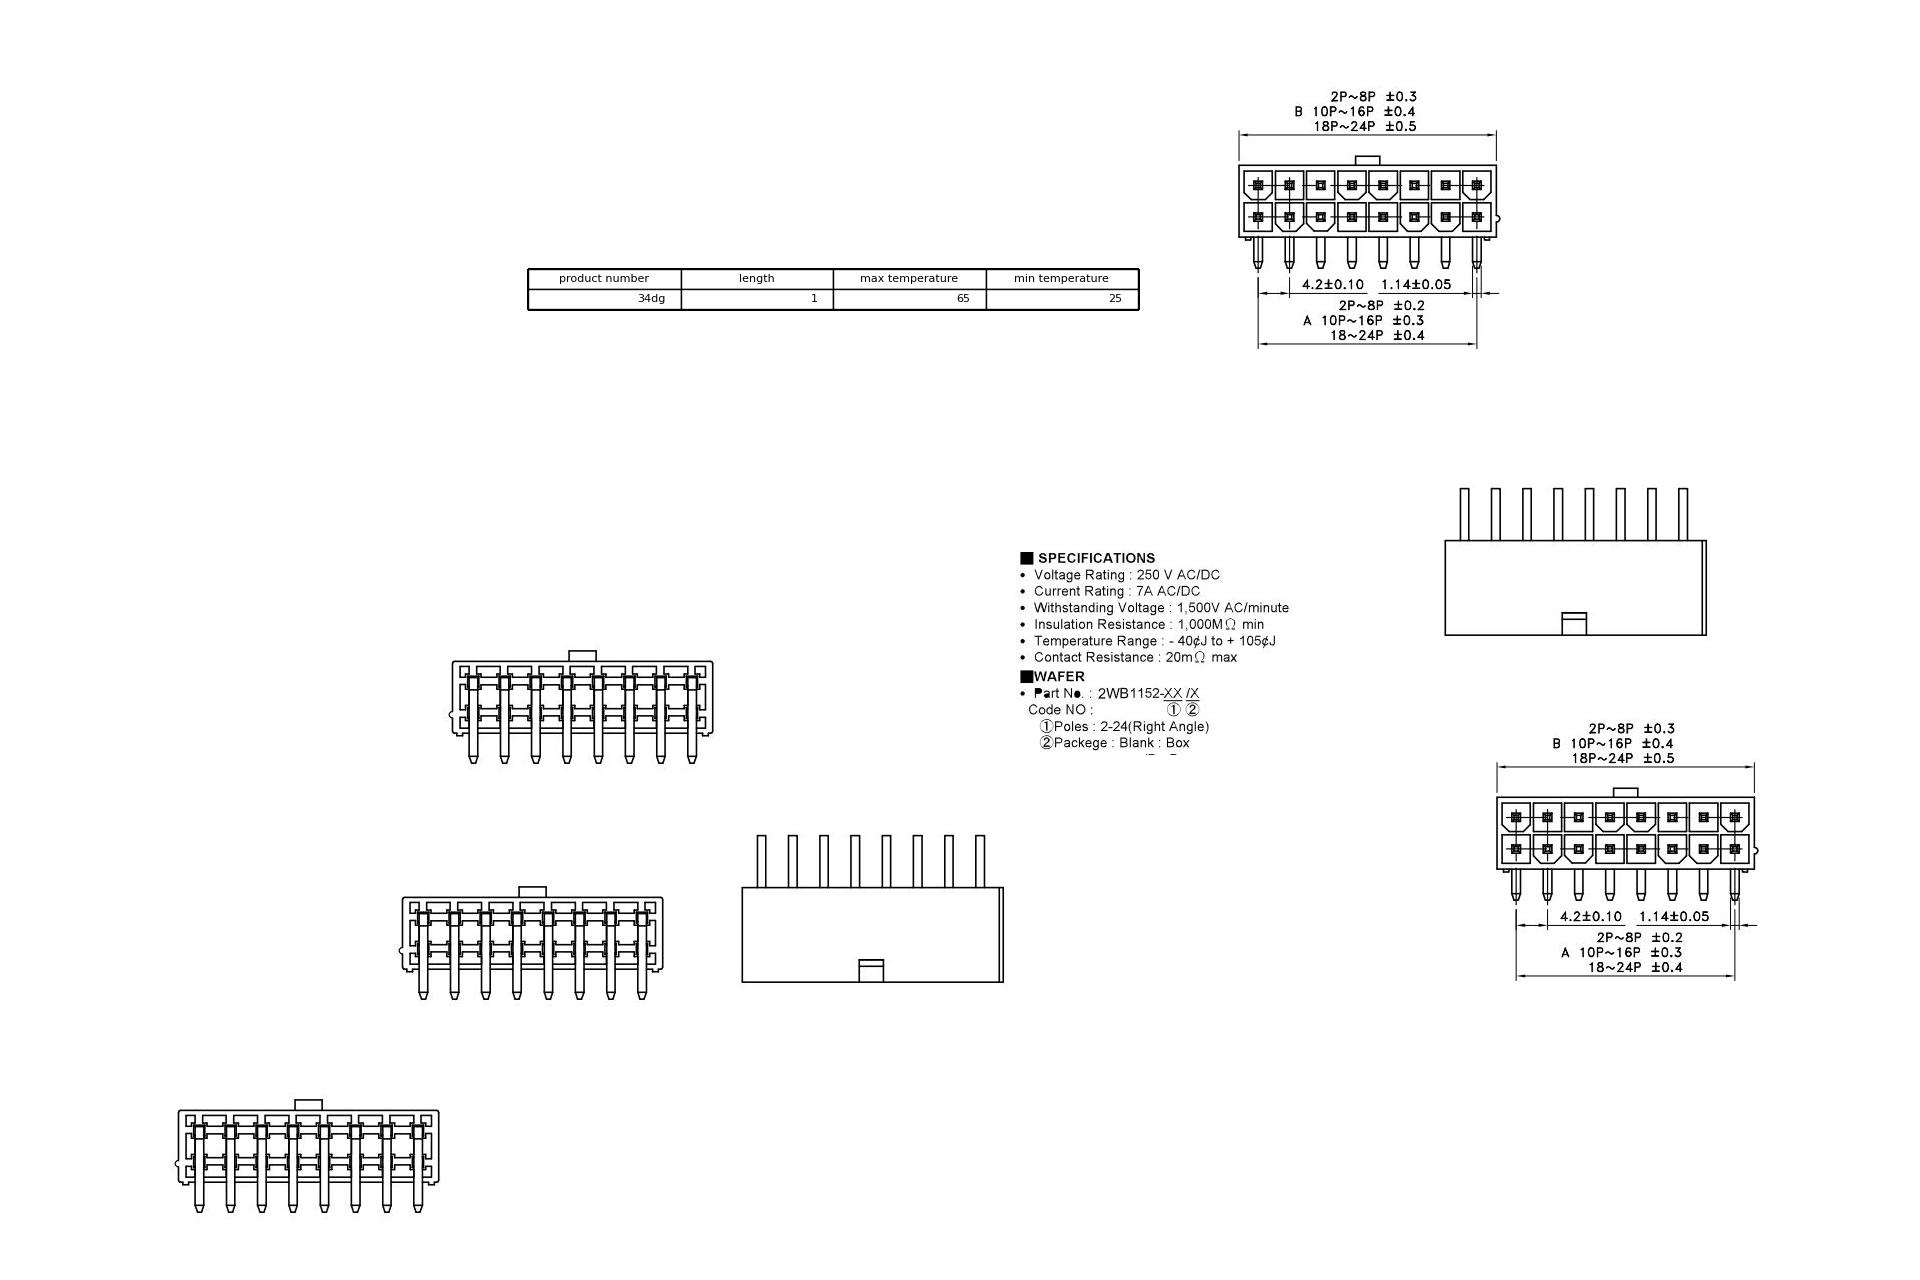 2P~8P ±0.3
B 10P~16P ±0.4
18P~24P ±0.5
4.2±0.10 1.14±0.05
2P~8P ±0.2
A 10P~16P ±0.3
18~24P ±0.4
product number length max temperature min temperature
34dg 1 65 25
■ SPECIFICATIONS
• Voltage Rating : 250 V AC/DC
• Current Rating : 7A AC/DC
• Withstanding Voltage : 1,500V AC/minute
• Insulation Resistance : 1,000MΩ min
• Temperature Range : - 40¢J to + 105¢J
• Contact Resistance : 20mΩ max
■WAFER
• Part No. : 2WB1152-XX /X
Code NO : ① ②
①Poles : 2-24(Right Angle)
②Packege : Blank : Box
2P~8P ±0.3
B 10P~16P ±0.4
18P~24P ±0.5
4.2±0.10 1.14±0.05
2P~8P ±0.2
A 10P~16P ±0.3
18~24P ±0.4